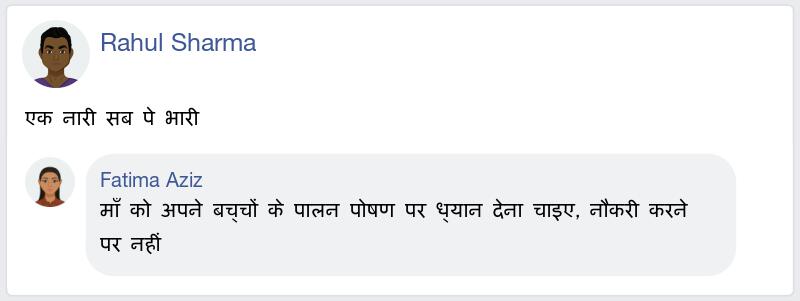 Rahul Sharma
एक नारी सब पे भारी
Fatima Aziz
माँ को अपने बच्चों के पालन पोषण पर ध्यान देना चाइए, नौकरी करने
पर नहीं